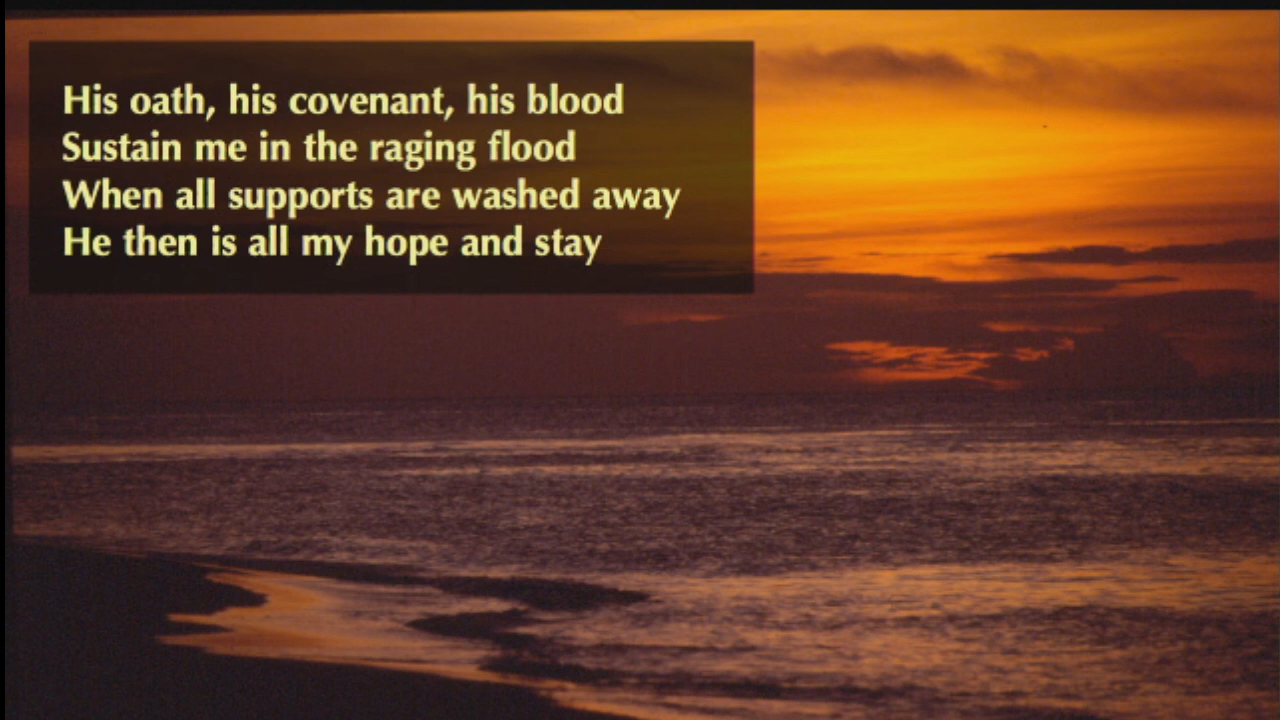 His oath, his covenant, his blood
Sustain me in the raging flood
When all supports are washed away
He then is all my hope and stay